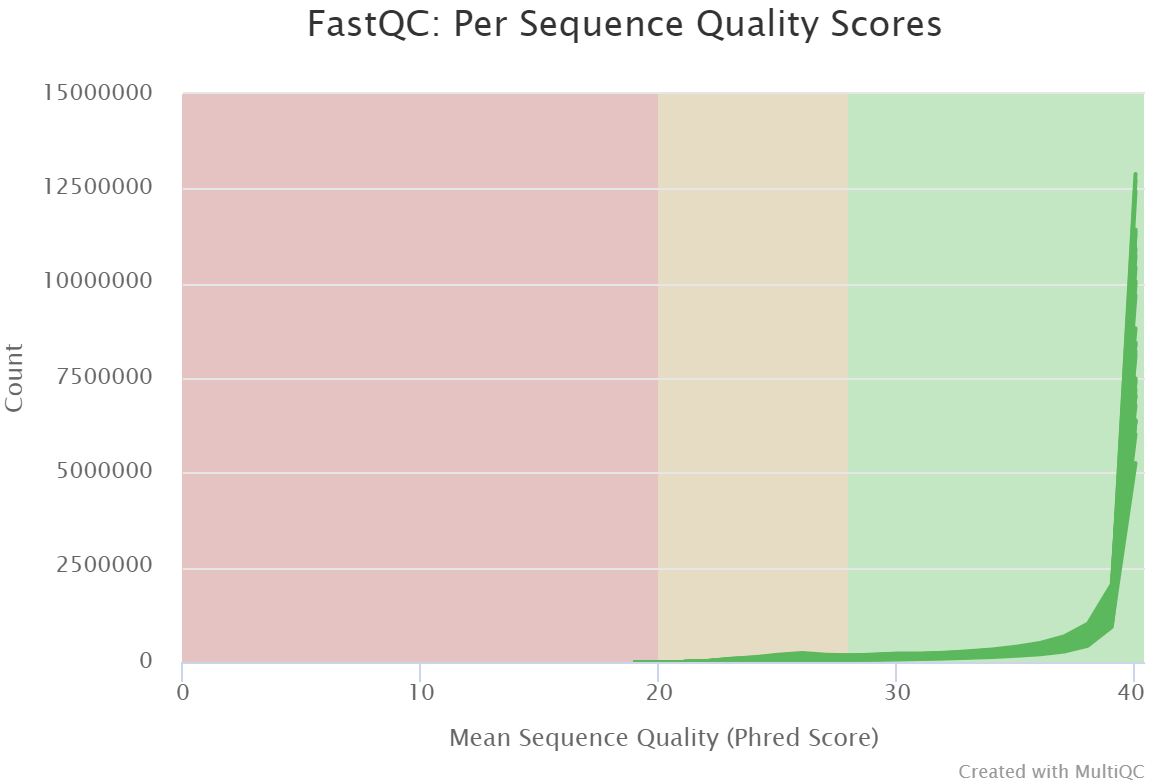 FastQC: Per Sequence Quality Scores
15000000
12500000
10000000
7500000
5000000
2500000
0
Count
0 10 20 30 40
Mean Sequence Quality (Phred Score)
Created with MultiQC